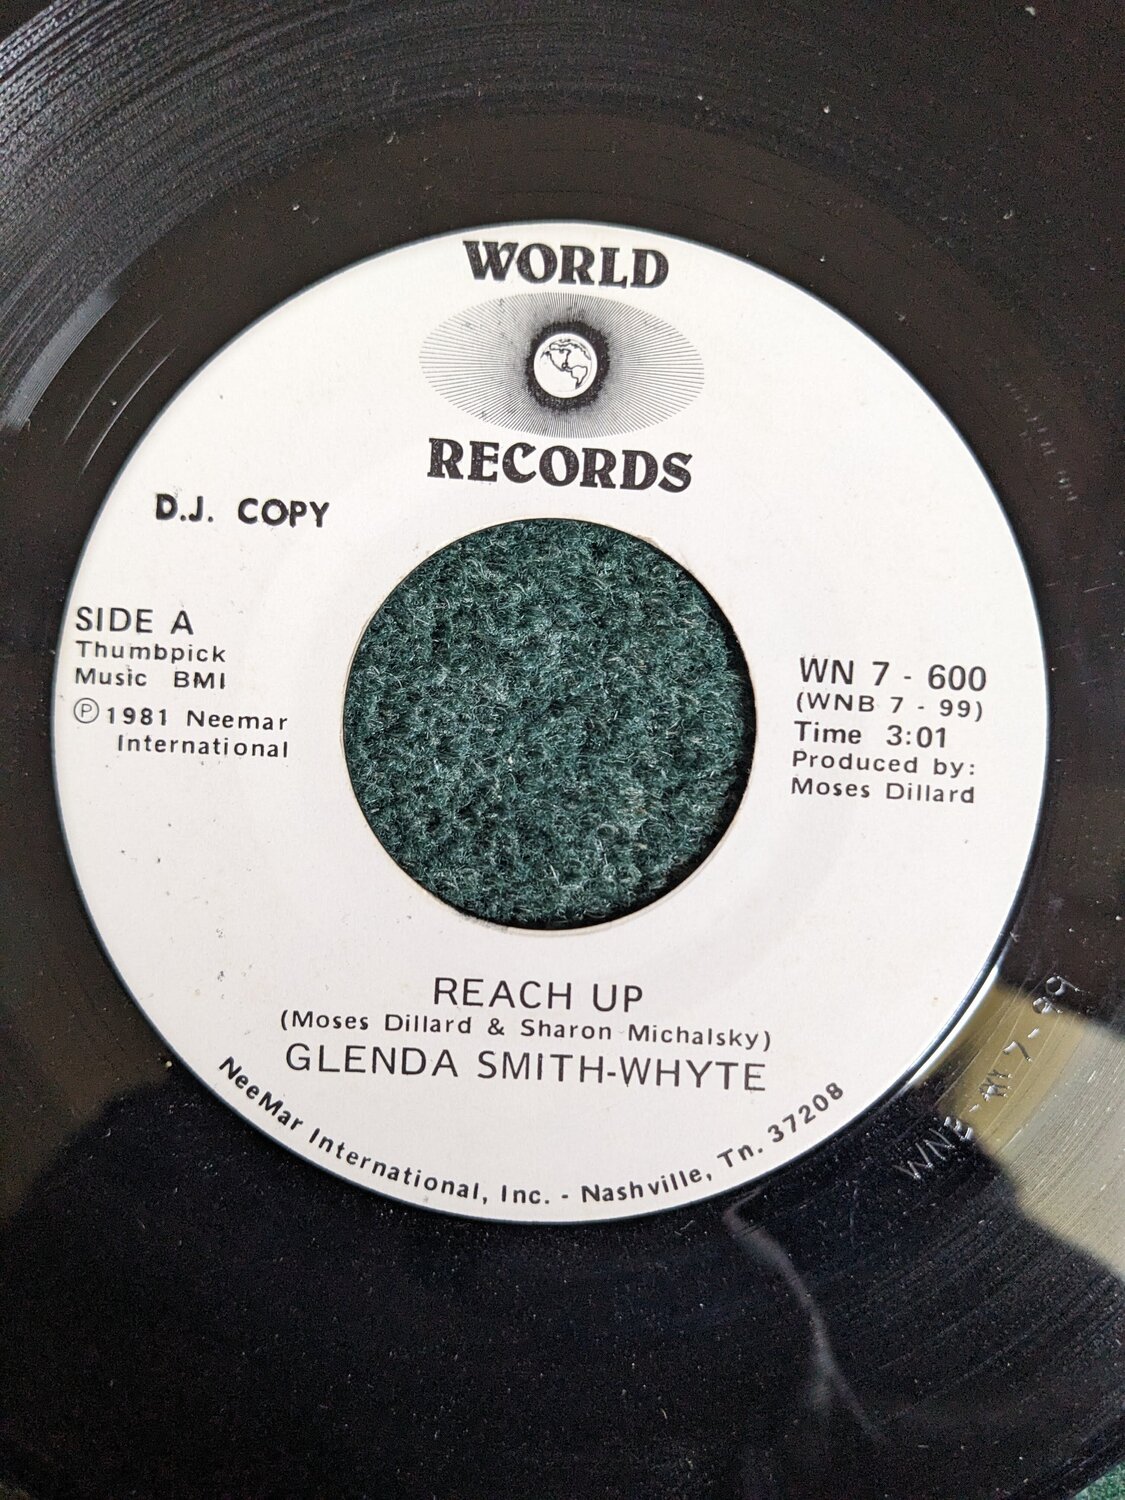 WORLD
RECORDS
D.J. COPY
SIDE A
Thumbpick
Music BMI
Ⓟ 1981 Neemar
International
WN 7 - 600
(WNB 7 - 99)
Time 3:01
Produced by:
Moses Dillard
REACH UP
(Moses Dillard & Sharon Michalsky)
GLENDA SMITH-WHYTE
NeeMar International, Inc. - Nashville, Tn. 37208